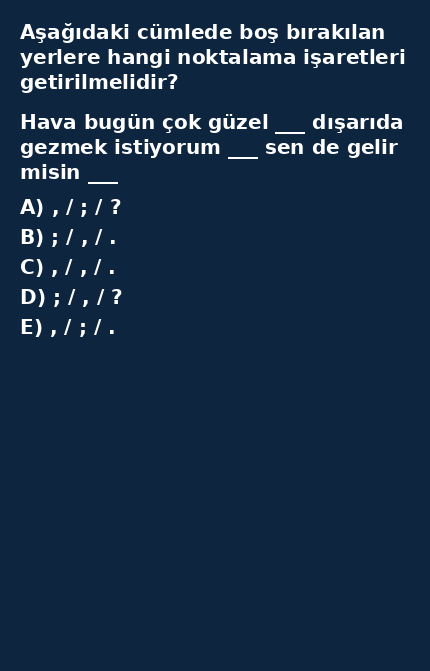 Aşağıdaki cümlede boş bırakılan
yerlere hangi noktalama işaretleri
getirilmelidir?
Hava bugün çok güzel ___ dışarıda
gezmek istiyorum ___ sen de gelir
misin ___
A) , / ; / ?
B) ; / , / .
C) , / , / .
D) ; / , / ?
E) , / ; / .